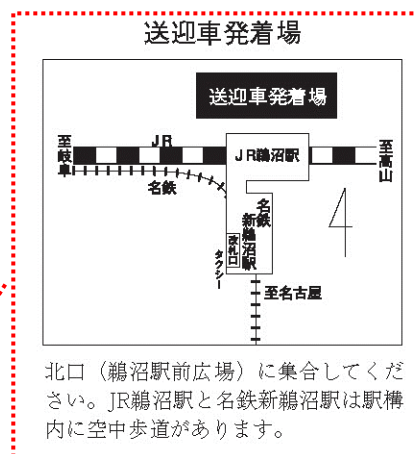 送迎車発着場
送迎車発着場
至岐阜
JR
JR鵜沼駅
至高山
名鉄
名鉄
新鵜沼駅
改札口
タクシー
至名古屋
4
北口（鵜沼駅前広場）に集合してくだ
さい。JR鵜沼駅と名鉄新鵜沼駅は駅構
内に空中歩道があります。